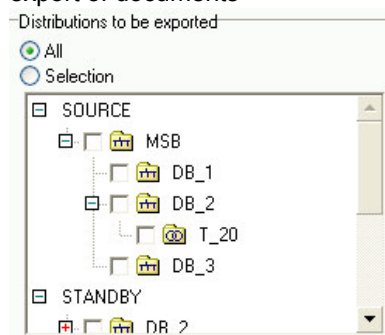 export of documents
Distributions to be exported
All
Selection
SOURCE
MSB
DB_1
DB_2
T_20
DB_3
STANDBY
DB_2